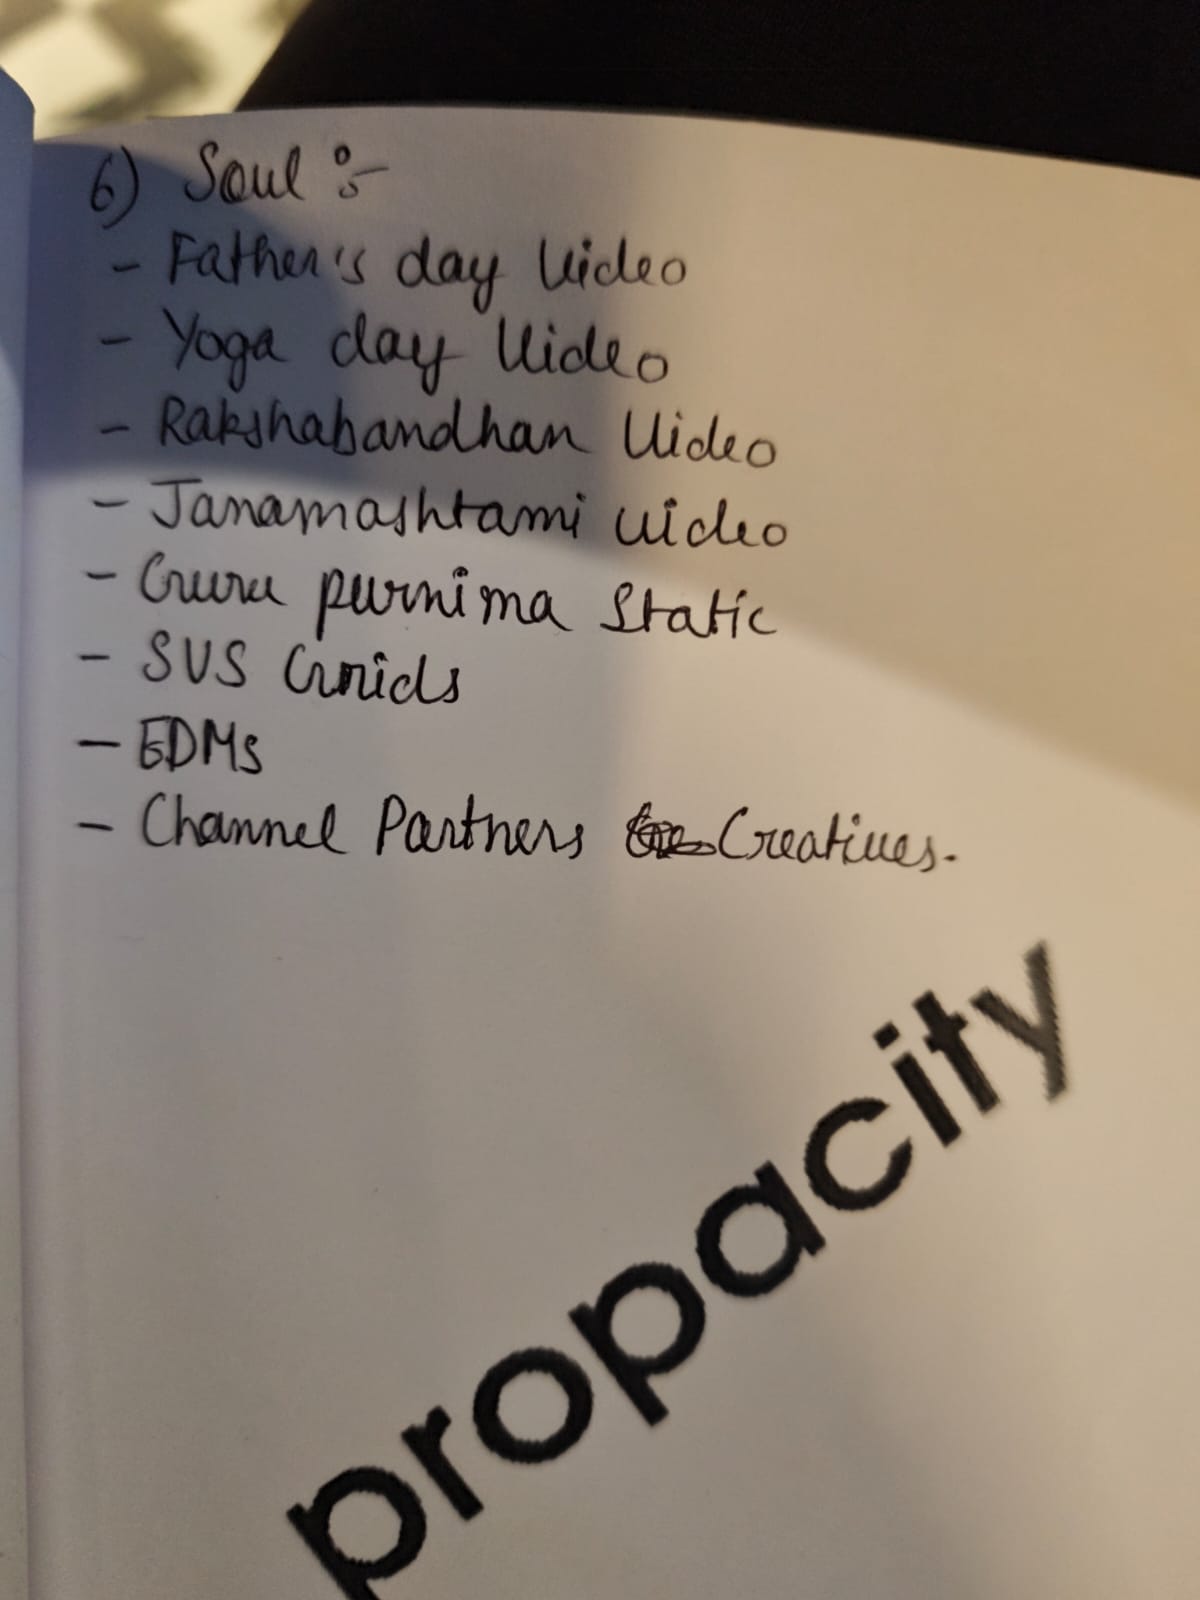 6) Soul :-
- Father's day Video
- Yoga day Video
- Rakshabandhan Video
- Janamashtami video
- Guru purnima Static
- SVS Grids
- EDMs
- Channel Partners Creatives.
propacity